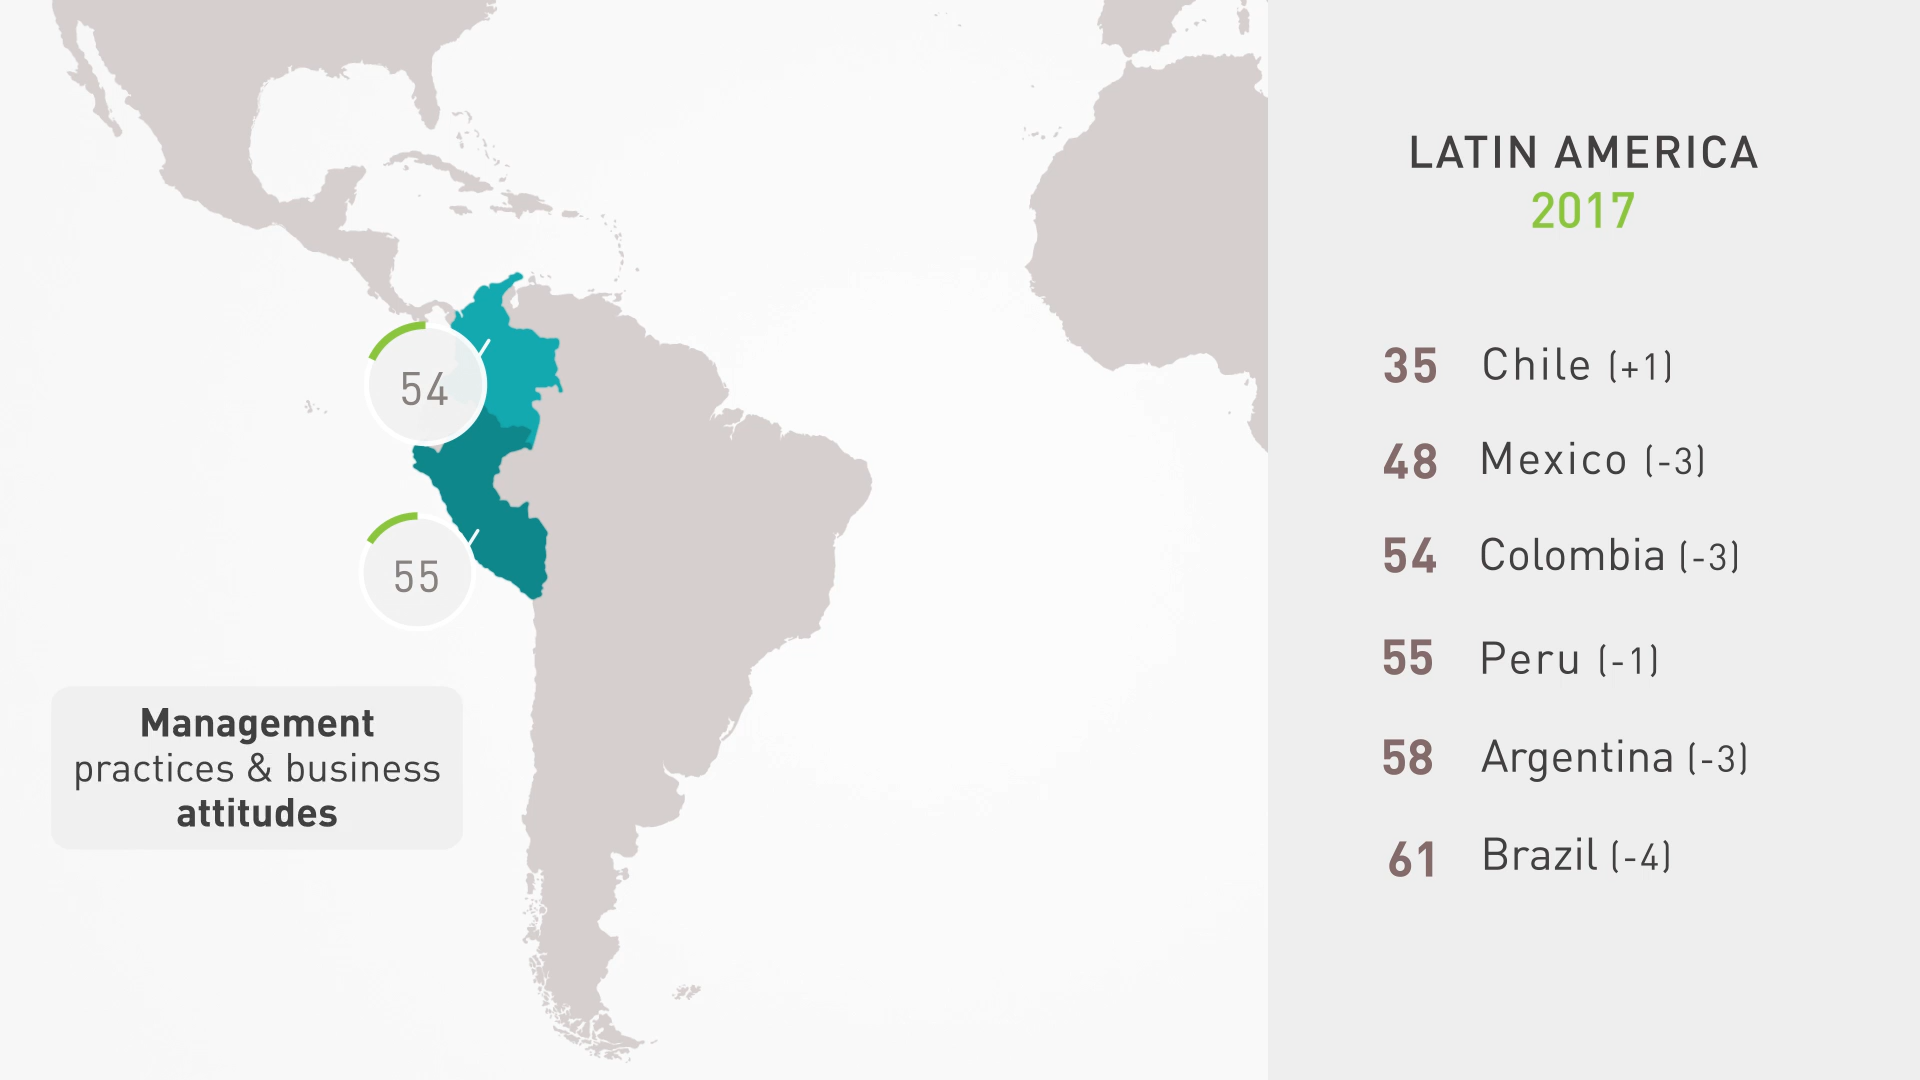 LATIN AMERICA
2017
35 Chile (+1)
48 Mexico (-3)
54 Colombia (-3)
55 Peru (-1)
58 Argentina (-3)
61 Brazil (-4)
54
55
Management
practices & business
attitudes